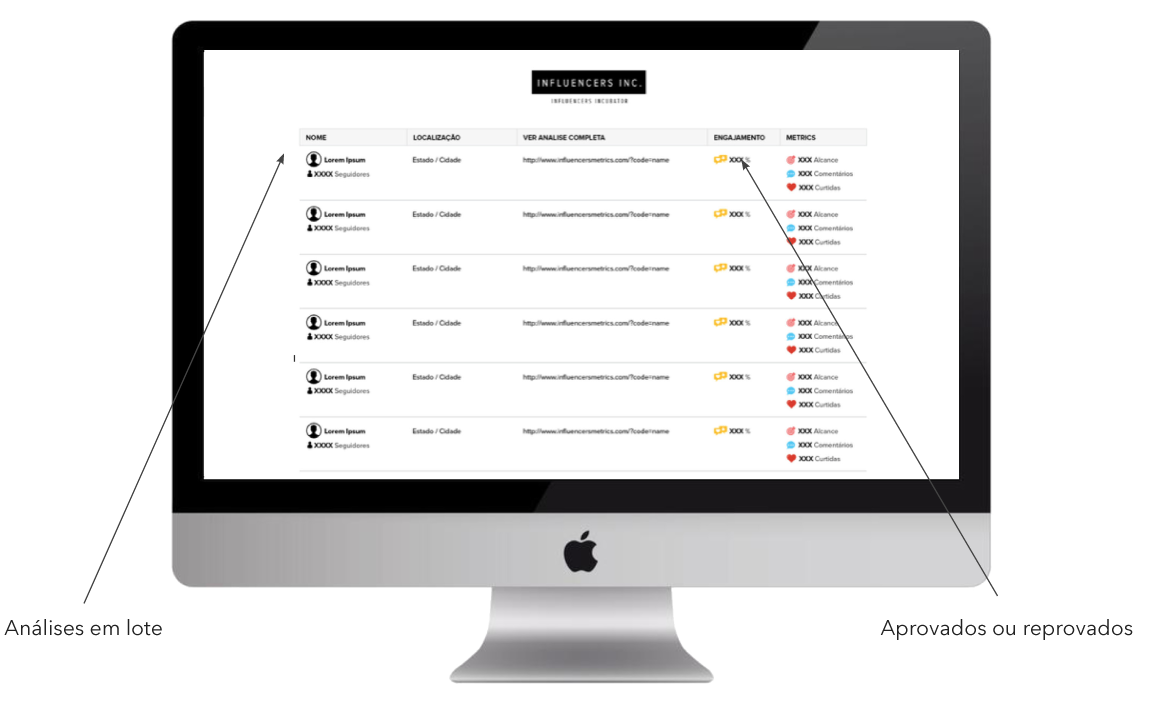 INFLUENCERS INC.
INFLUENCERS INCUBATOR
NOME LOCALIZAÇÃO VER ANALISE COMPLETA ENGAJAMENTO METRICS
Lorem Ipsum Estado / Cidade http://www.influencersmetrics.com/?code=name XXX % XXX Alcance
XXXX Seguidores XXX Comentários
XXX Curtidas
Lorem Ipsum Estado / Cidade http://www.influencersmetrics.com/?code=name XXX % XXX Alcance
XXXX Seguidores XXX Comentários
XXX Curtidas
Lorem Ipsum Estado / Cidade http://www.influencersmetrics.com/?code=name XXX % XXX Alcance
XXXX Seguidores XXX Comentários
XXX Curtidas
Lorem Ipsum Estado / Cidade http://www.influencersmetrics.com/?code=name XXX % XXX Alcance
XXXX Seguidores XXX Comentários
XXX Curtidas
Lorem Ipsum Estado / Cidade http://www.influencersmetrics.com/?code=name XXX % XXX Alcance
XXXX Seguidores XXX Comentários
XXX Curtidas
Lorem Ipsum Estado / Cidade http://www.influencersmetrics.com/?code=name XXX % XXX Alcance
XXXX Seguidores XXX Comentários
XXX Curtidas
Análises em lote
Aprovados ou reprovados